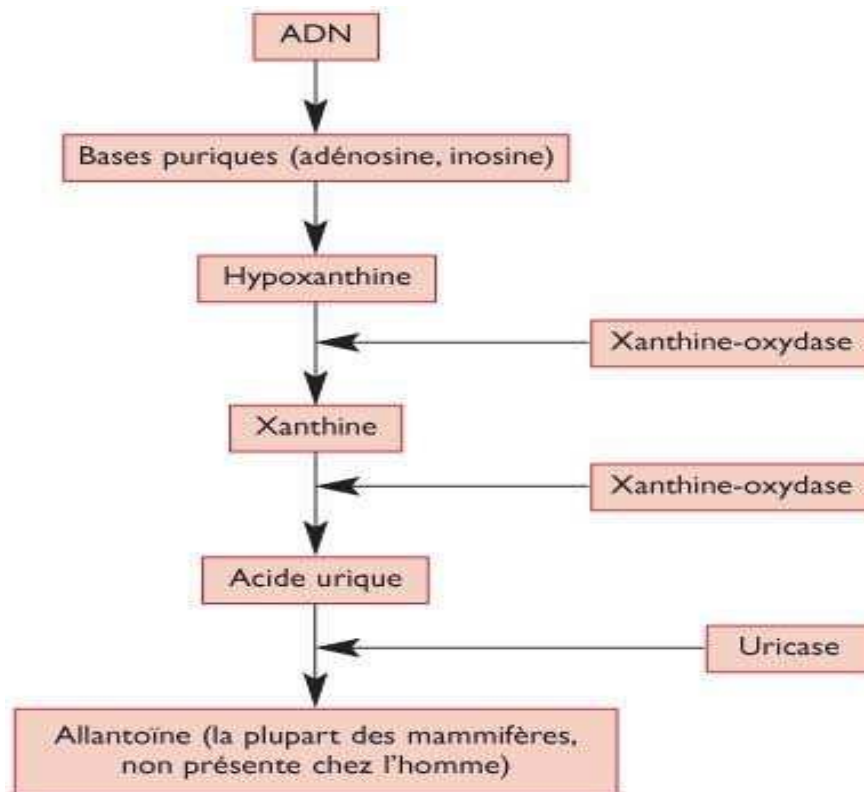 ADN
Bases puriques (adénosine, inosine)
Hypoxanthine
Xanthine-oxydase
Xanthine
Xanthine-oxydase
Acide urique
Uricase
Allantoïne (la plupart des mammifères,
non présente chez l'homme)